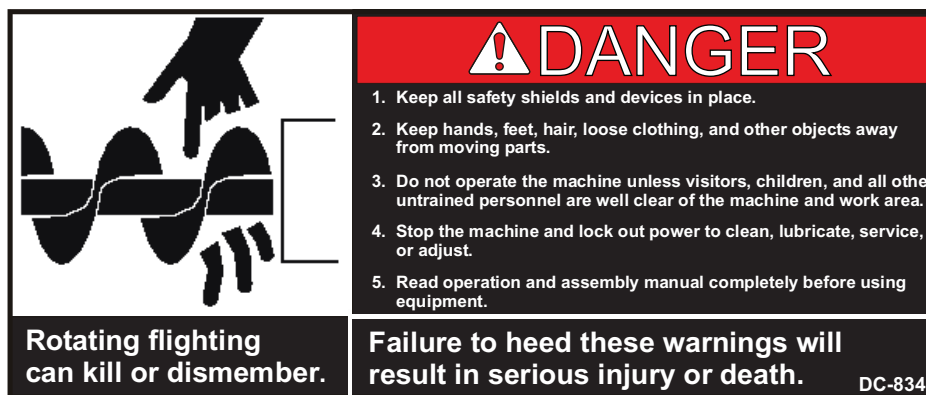 DANGER
1. Keep all safety shields and devices in place.
2. Keep hands, feet, hair, loose clothing, and other objects away
from moving parts.
3. Do not operate the machine unless visitors, children, and all othe
untrained personnel are well clear of the machine and work area.
4. Stop the machine and lock out power to clean, lubricate, service,
or adjust.
5. Read operation and assembly manual completely before using
equipment.
Rotating flighting
can kill or dismember.
Failure to heed these warnings will
result in serious injury or death.
DC-834